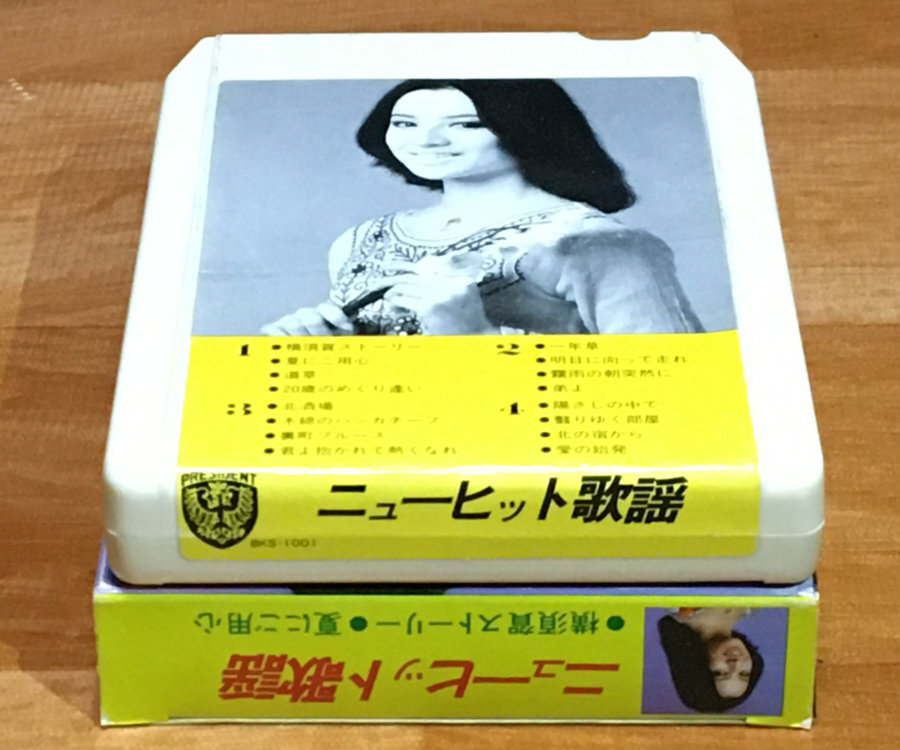 1
●横須賀ストーリー
●夏にご用心
●道草
●20歳のめぐり逢い
2
●一年草
●明日に向って走れ
●霧雨の朝突然に
●弟よ
3
●北酒場
●木綿のハンカチーフ
●裏町ブルース
●君よ抱かれて熱くなれ
4
●陽ざしの中で
●翳りゆく部屋
●北の宿から
●愛の始発
PRESIDENT
ニューヒット歌謡
BKS-1001
●横須賀ストーリー●夏にご用心
ニューヒット歌謡